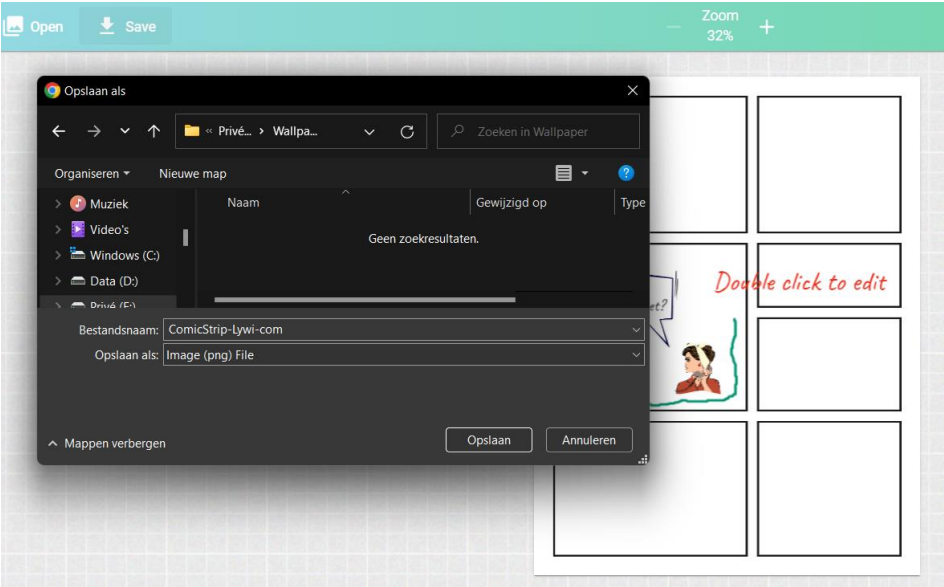 Open
Save
Zoom
32%
Opslaan als
« Privé... › Wallpa...
Zoeken in Wallpaper
Organiseren
Nieuwe map
Naam
Gewijzigd op
Type
Muziek
Video's
Windows (C:)
Data (D:)
Privé (E:)
Geen zoekresultaten.
Bestandsnaam: ComicStrip-Lywi-com
Opslaan als: Image (png) File
Mappen verbergen
Opslaan
Annuleren
Double click to edit